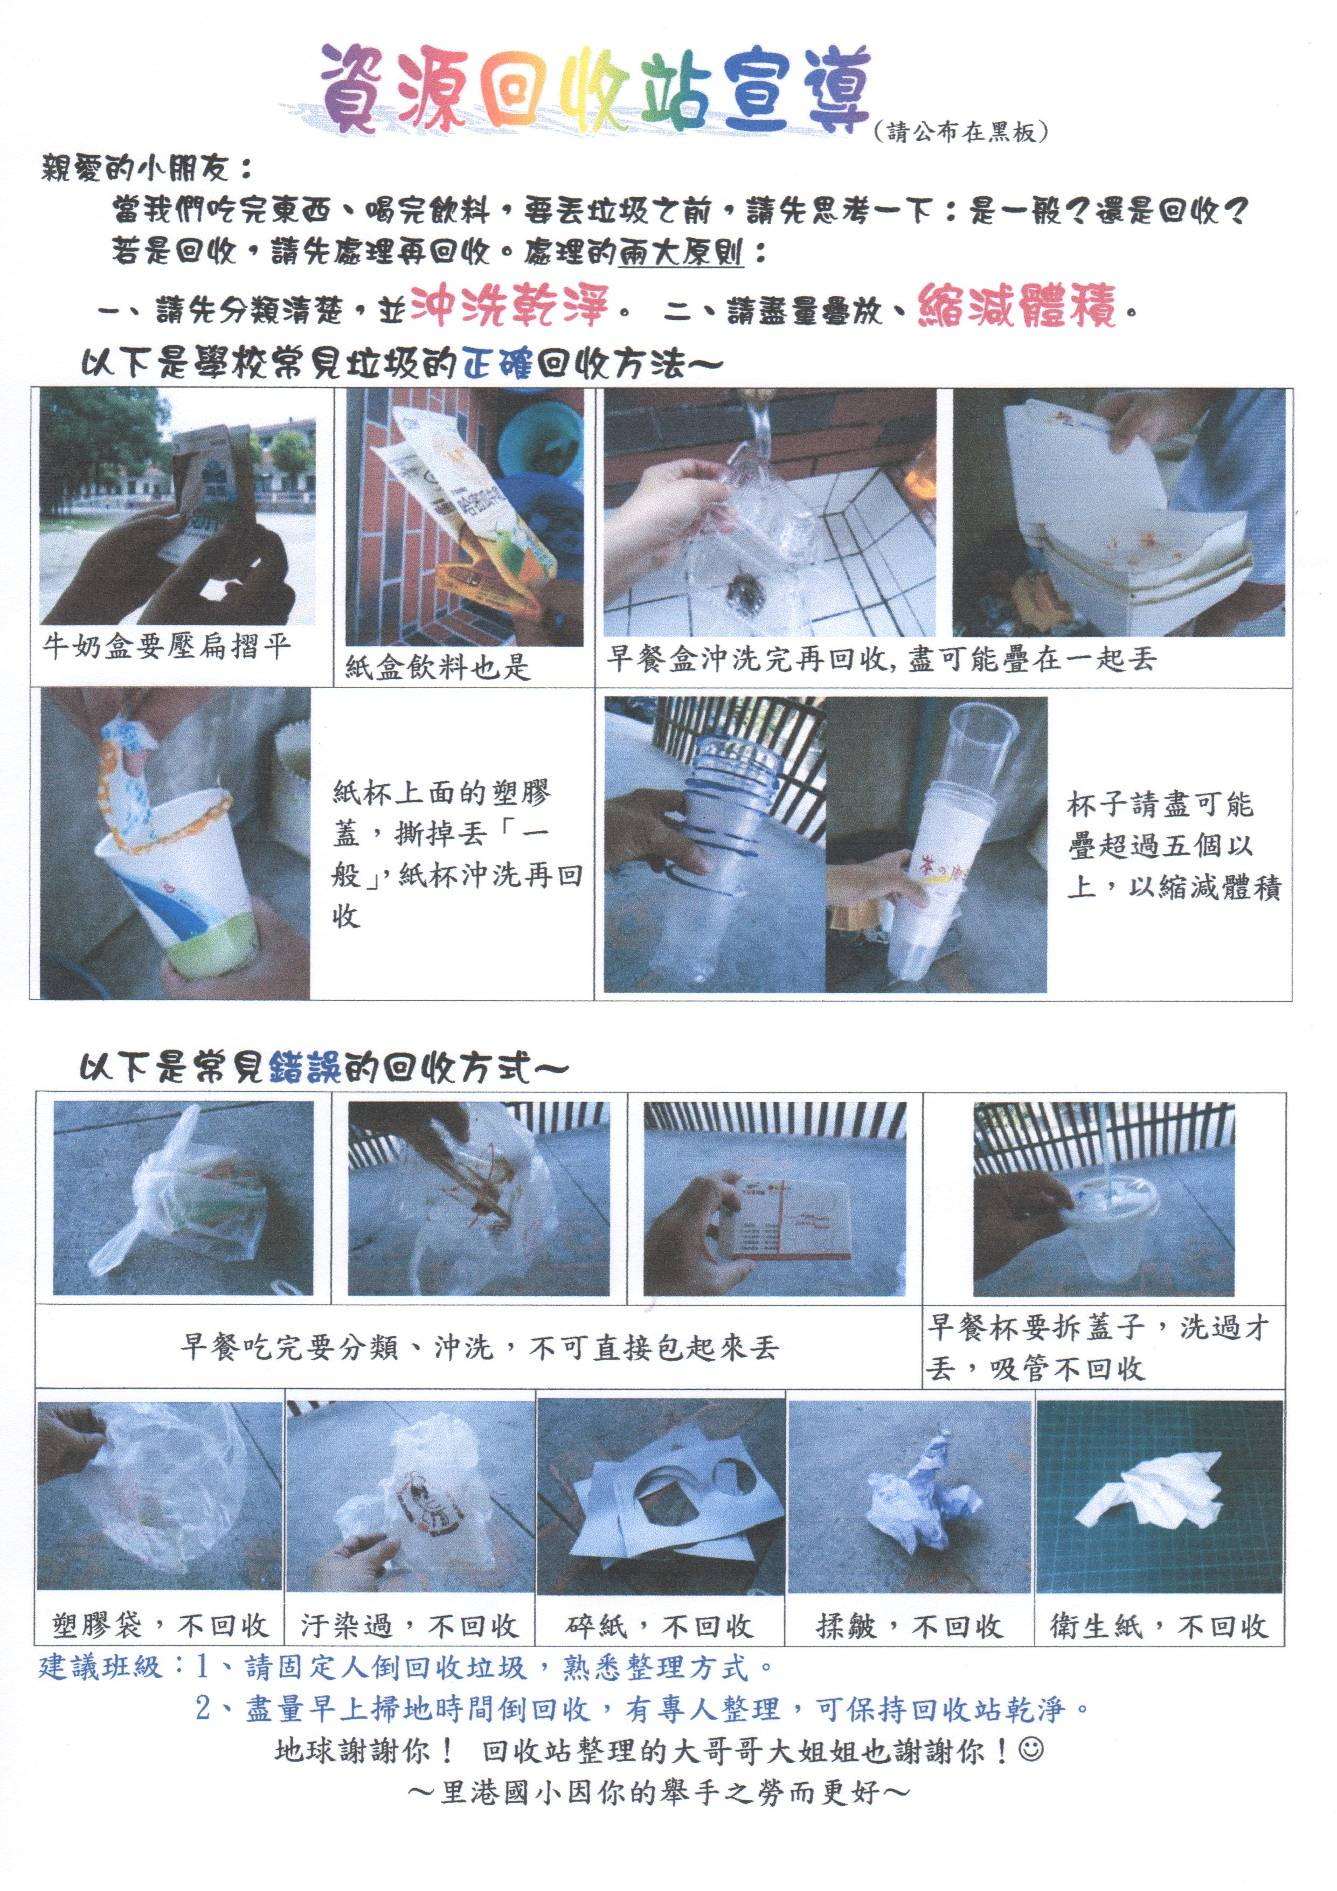 資源回收站宣導(請公布在黑板)
親愛的小朋友：
當我們吃完東西、喝完飲料，要丟垃圾之前，請先思考一下：是一般？還是回收？
若是回收，請先處理再回收。處理的兩大原則：
一、請先分類清楚，並沖洗乾淨。 二、請盡量疊放、縮減體積。
以下是學校常見垃圾的正確回收方法～
牛奶盒要壓扁摺平
紙盒飲料也是
早餐盒沖洗完再回收,盡可能疊在一起丟
紙杯上面的塑膠
蓋，撕掉丟「一
般」，紙杯沖洗再回
收
杯子請盡可能
疊超過五個以
上，以縮減體積
以下是常見錯誤的回收方式～
早餐吃完要分類、沖洗，不可直接包起來丟
早餐杯要拆蓋子，洗過才
丟，吸管不回收
塑膠袋，不回收
汙染過，不回收
碎紙，不回收
揉皺，不回收
衛生紙，不回收
建議班級：1、請固定人倒回收垃圾，熟悉整理方式。
2、盡量早上掃地時間倒回收，有專人整理，可保持回收站乾淨。
地球謝謝你！ 回收站整理的大哥哥大姐姐也謝謝你！☺
～里港國小因你的舉手之勞而更好～